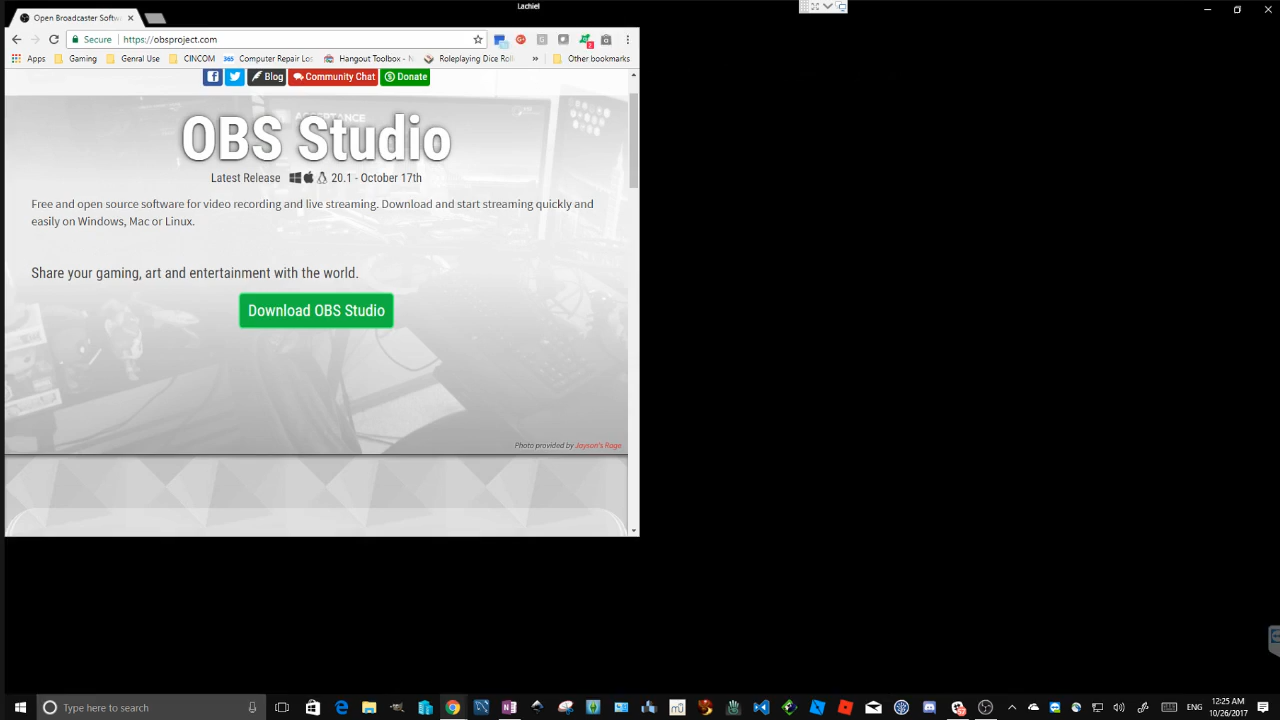 Lachiel
Open Broadcaster Softw
Secure https://obsproject.com
Apps Gaming Genral Use CINCOM 365 Computer Repair Los Hangout Toolbox - N Roleplaying Dice Roll » Other bookmarks
Blog Community Chat Donate
OBS Studio
Latest Release 20.1 - October 17th
Free and open source software for video recording and live streaming. Download and start streaming quickly and
easily on Windows, Mac or Linux.
Share your gaming, art and entertainment with the world.
Download OBS Studio
Photo provided by Jayson's Rage
Type here to search
ENG
12:25 AM
10/26/2017